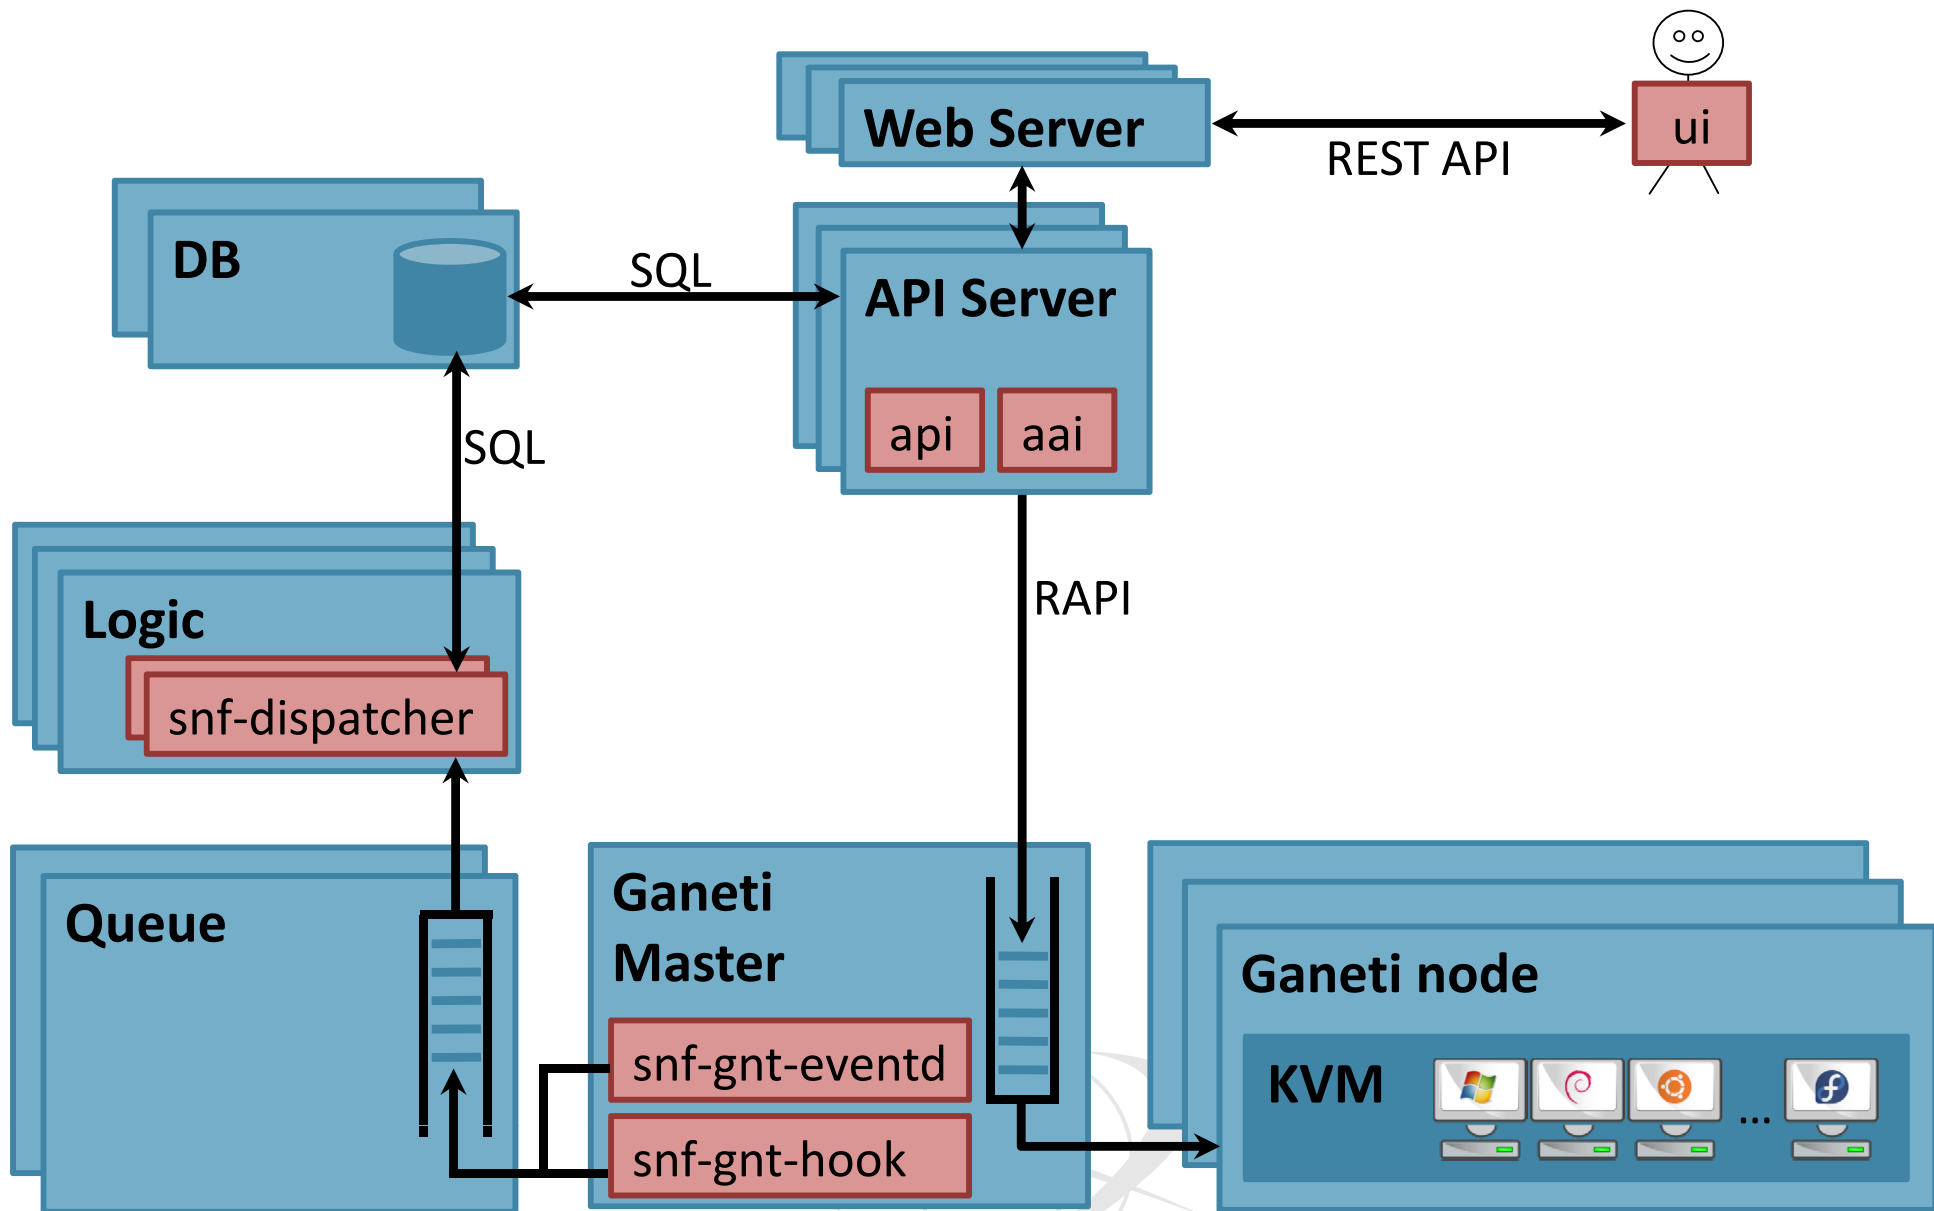 Web Server
ui
REST API
DB
SQL
API Server
api
aai
SQL
Logic
RAPI
snf-dispatcher
Queue
Ganeti
Master
Ganeti node
snf-gnt-eventd
KVM
...
snf-gnt-hook